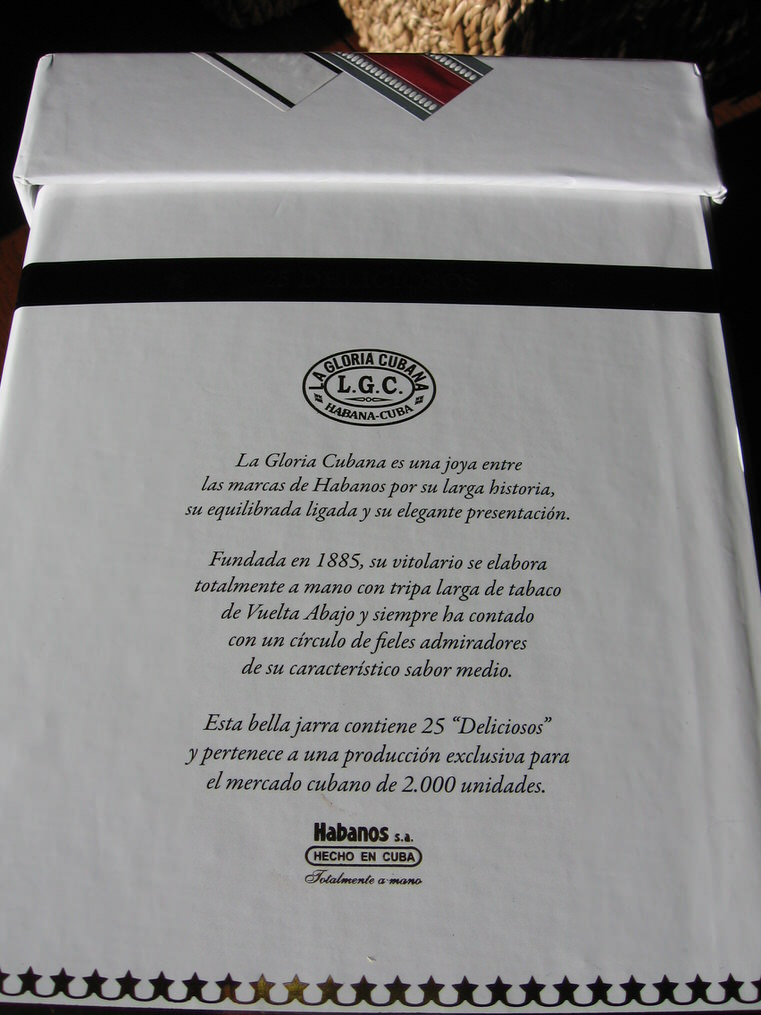 LA GLORIA CUBANA
L.G.C.
HABANA-CUBA
La Gloria Cubana es una joya entre
las marcas de Habanos por su larga historia,
su equilibrada ligada y su elegante presentación.
Fundada en 1885, su vitolario se elabora
totalmente a mano con tripa larga de tabaco
de Vuelta Abajo y siempre ha contado
con un círculo de fieles admiradores
de su característico sabor medio.
Esta bella jarra contiene 25 “Deliciosos”
y pertenece a una producción exclusiva para
el mercado cubano de 2.000 unidades.
Habanos s.a.
HECHO EN CUBA
Totalmente a mano